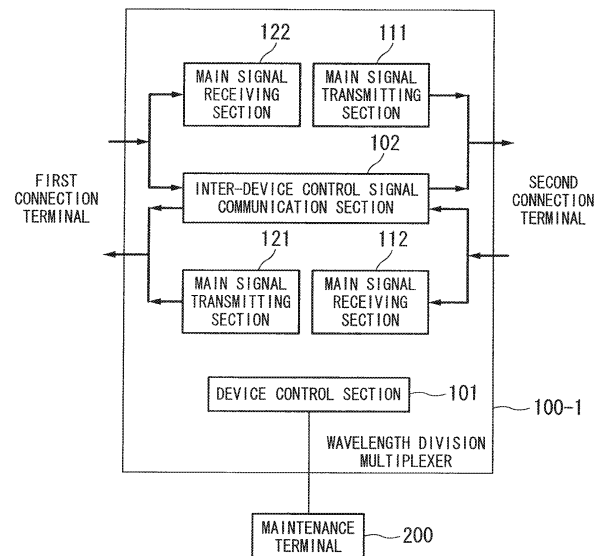 122
111
MAIN SIGNAL
RECEIVING
SECTION
MAIN SIGNAL
TRANSMITTING
SECTION
102
FIRST
CONNECTION
TERMINAL
INTER-DEVICE CONTROL SIGNAL
COMMUNICATION SECTION
SECOND
CONNECTION
TERMINAL
121
112
MAIN SIGNAL
TRANSMITTING
SECTION
MAIN SIGNAL
RECEIVING
SECTION
DEVICE CONTROL SECTION
101
100-1
WAVELENGTH DIVISION
MULTIPLEXER
MAINTENANCE
TERMINAL
200